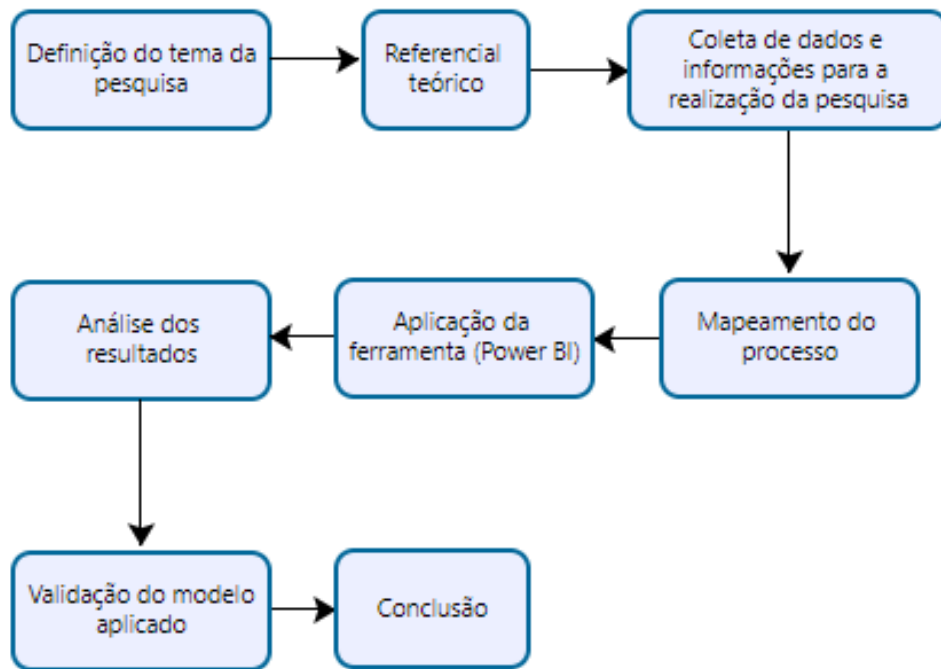 Definição do tema da
pesquisa
Referencial
teórico
Coleta de dados e
informações para a
realização da pesquisa
Mapeamento do
processo
Aplicação da
ferramenta (Power BI)
Análise dos
resultados
Validação do modelo
aplicado
Conclusão